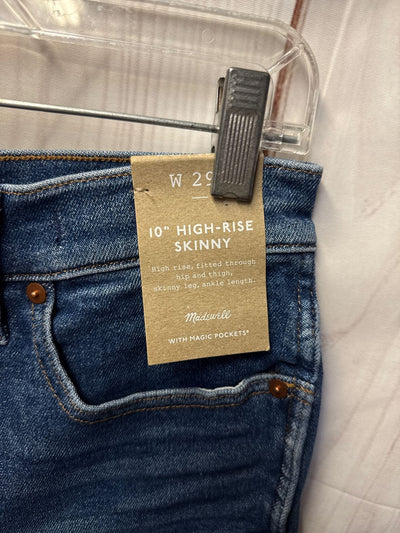 W 29
10" HIGH-RISE
SKINNY
High rise, fitted through
hip and thigh,
skinny leg, ankle length.
Madewell
WITH MAGIC POCKETS®